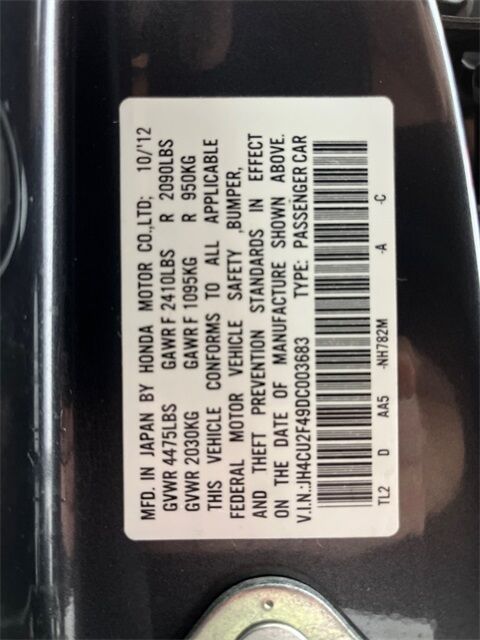 MFD. IN JAPAN BY HONDA MOTOR CO.,LTD; 10/'12
GVWR 4475LBS GAWR F 2410LBS R 2090LBS
GVWR 2030KG GAWR F 1095KG R 950KG
THIS VEHICLE CONFORMS TO ALL APPLICABLE
FEDERAL MOTOR VEHICLE SAFETY ,BUMPER,
AND THEFT PREVENTION STANDARDS IN EFFECT
ON THE DATE OF MANUFACTURE SHOWN ABOVE.
V.I.N.:JH4CU2F49DC003683 TYPE: PASSENGER CAR
TL2 D AA5 -NH782M -A -C